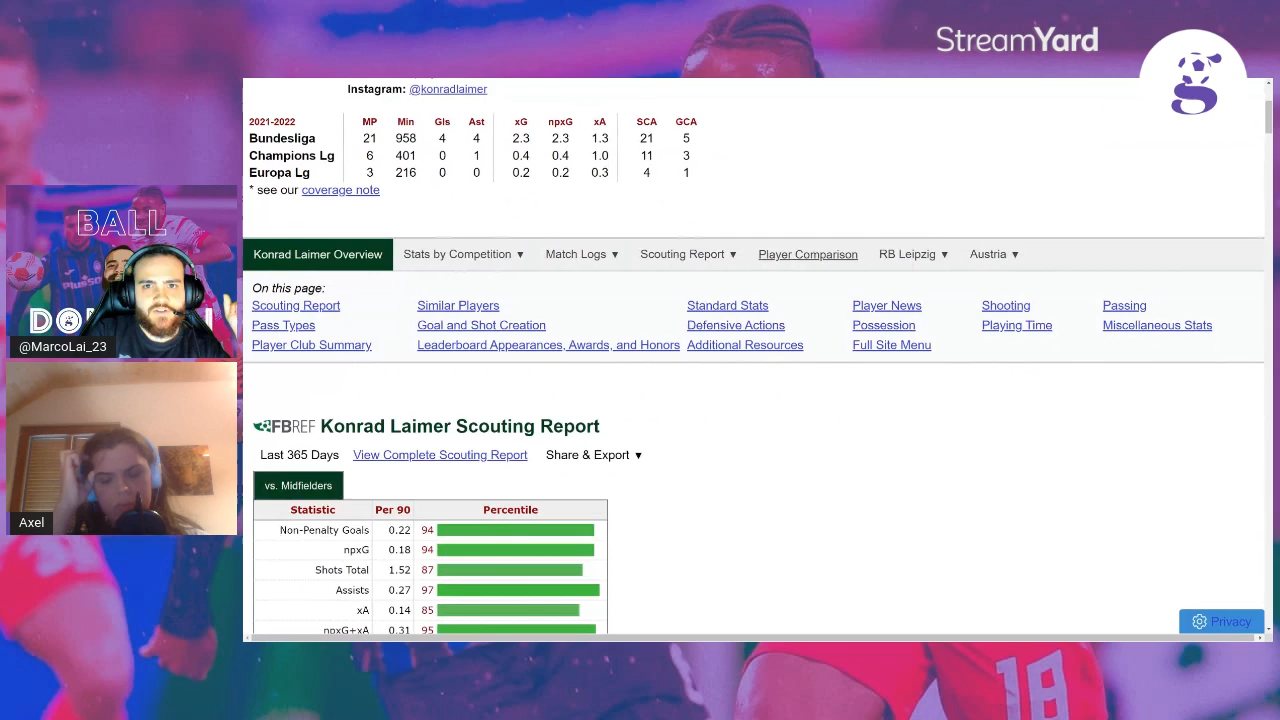 StreamYard
Instagram: @konradlaimer
2021-2022 MP Min Gls Ast xG npxG xA SCA GCA
Bundesliga 21 958 4 4 2.3 2.3 1.3 21 5
Champions Lg 6 401 0 1 0.4 0.4 1.0 11 3
Europa Lg 3 216 0 0 0.2 0.2 0.3 4 1
* see our coverage note
Konrad Laimer Overview Stats by Competition ▼ Match Logs ▼ Scouting Report ▼ Player Comparison RB Leipzig ▼ Austria ▼
On this page:
Scouting Report Similar Players Standard Stats Player News Shooting Passing
Pass Types Goal and Shot Creation Defensive Actions Possession Playing Time Miscellaneous Stats
Player Club Summary Leaderboard Appearances, Awards, and Honors Additional Resources Full Site Menu
FBREF Konrad Laimer Scouting Report
Last 365 Days View Complete Scouting Report Share & Export ▼
vs. Midfielders
Statistic Per 90 Percentile
Non-Penalty Goals 0.22 94
npxG 0.18 94
Shots Total 1.52 87
Assists 0.27 97
xA 0.14 85
npxG+xA 0.31 95
Privacy
BALL
@MarcoLai_23
Axel
18